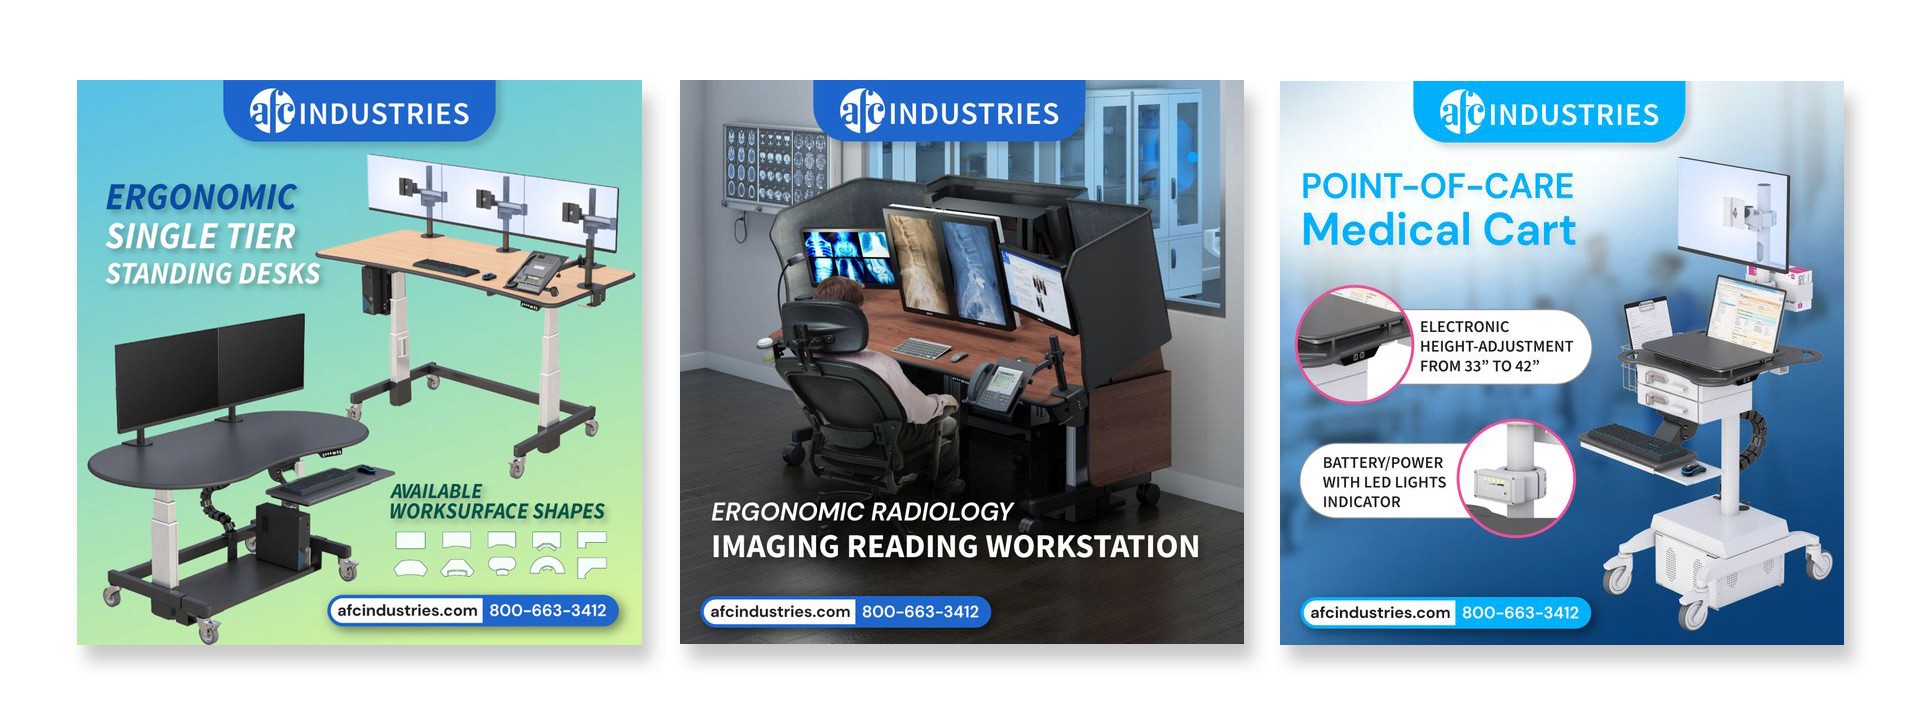 afc INDUSTRIES
ERGONOMIC
SINGLE TIER
STANDING DESKS
AVAILABLE
WORKSURFACE SHAPES
afcindustries.com 800-663-3412
afc INDUSTRIES
ERGONOMIC RADIOLOGY
IMAGING READING WORKSTATION
afcindustries.com 800-663-3412
afc INDUSTRIES
POINT-OF-CARE
Medical Cart
ELECTRONIC
HEIGHT-ADJUSTMENT
FROM 33” TO 42”
BATTERY/POWER
WITH LED LIGHTS
INDICATOR
afcindustries.com 800-663-3412